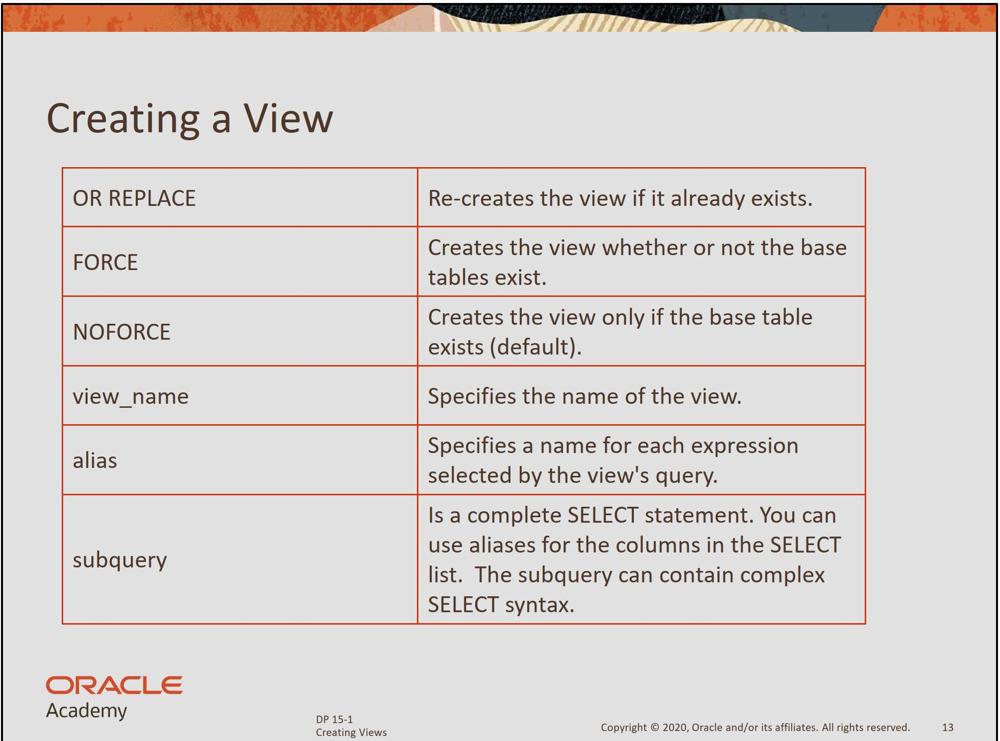 Creating a View
OR REPLACE
Re-creates the view if it already exists.
FORCE
Creates the view whether or not the base
tables exist.
NOFORCE
Creates the view only if the base table
exists (default).
view_name
Specifies the name of the view.
alias
Specifies a name for each expression
selected by the view's query.
subquery
Is a complete SELECT statement. You can
use aliases for the columns in the SELECT
list.  The subquery can contain complex
SELECT syntax.
ORACLE
Academy
DP 15-1
Creating Views
Copyright © 2020, Oracle and/or its affiliates. All rights reserved.
13